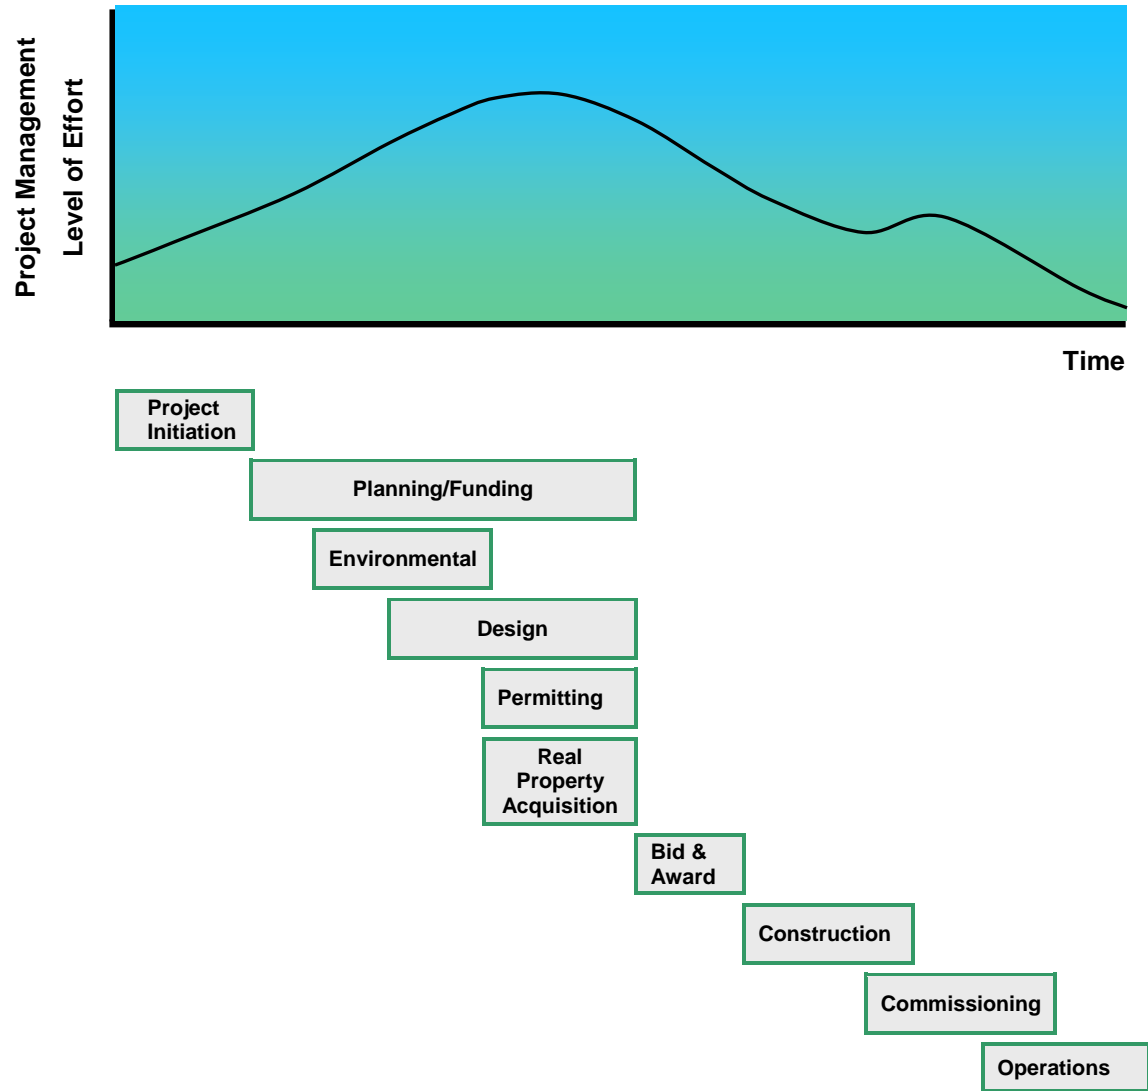 Project Management
Level of Effort
Time
Project
Initiation
Planning/Funding
Environmental
Design
Permitting
Real
Property
Acquisition
Bid &
Award
Construction
Commissioning
Operations